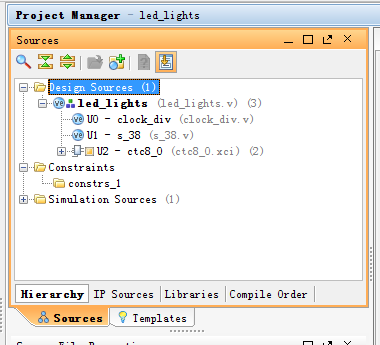 Project Manager - led_lights
Sources
Design Sources (1)
led_lights (led_lights.v) (3)
U0 - clock_div (clock_div.v)
U1 - s_38 (s_38.v)
U2 - ctc8_0 (ctc8_0.xci) (2)
Constraints
constrs_1
Simulation Sources (1)
Hierarchy IP Sources Libraries Compile Order
Sources Templates